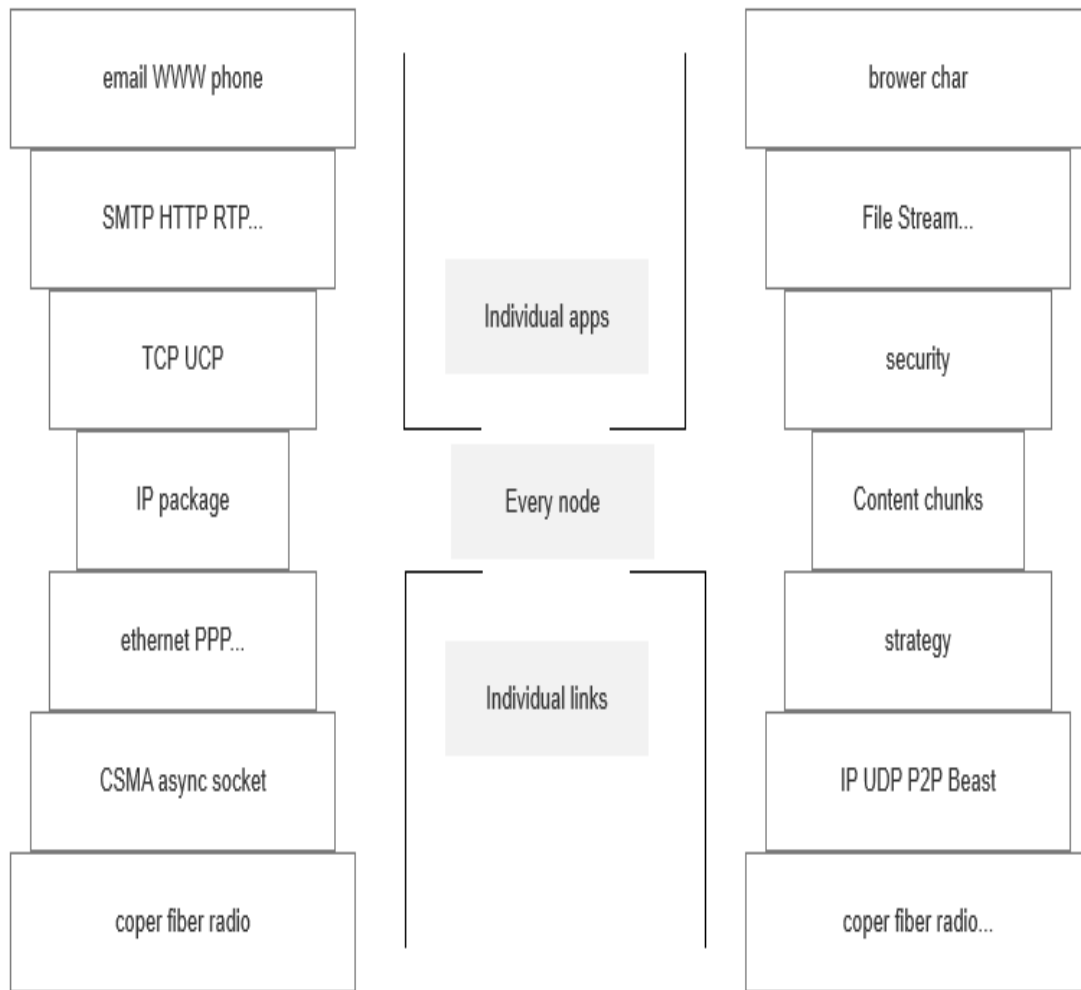 email WWW phone
SMTP HTTP RTP...
TCP UCP
IP package
ethernet PPP...
CSMA async socket
coper fiber radio
Individual apps
Every node
Individual links
brower char
File Stream...
security
Content chunks
strategy
IP UDP P2P Beast
coper fiber radio...